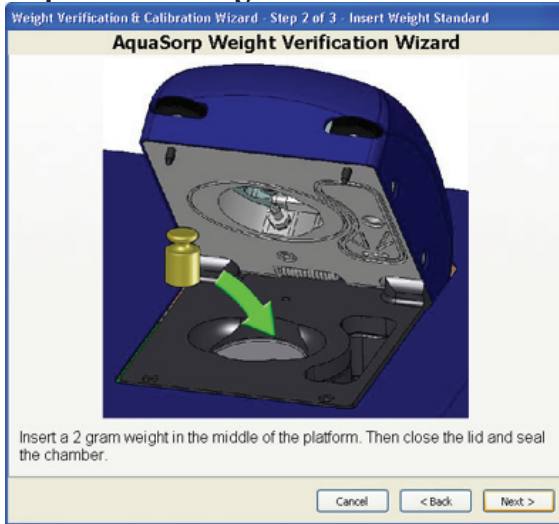 Weight Verification & Calibration Wizard - Step 2 of 3 - Insert Weight Standard
AquaSorp Weight Verification Wizard
Insert a 2 gram weight in the middle of the platform. Then close the lid and seal
the chamber.
Cancel
< Back
Next >